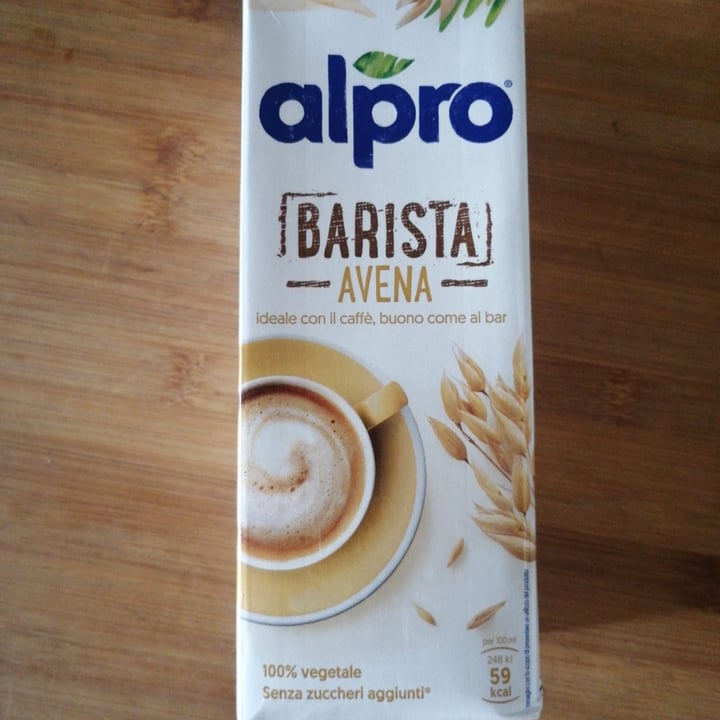 alpro®
BARISTA
AVENA
ideale con il caffè, buono come al bar
100% vegetale
Senza zuccheri aggiunti*
per 100 ml
248 kJ
59
kcal